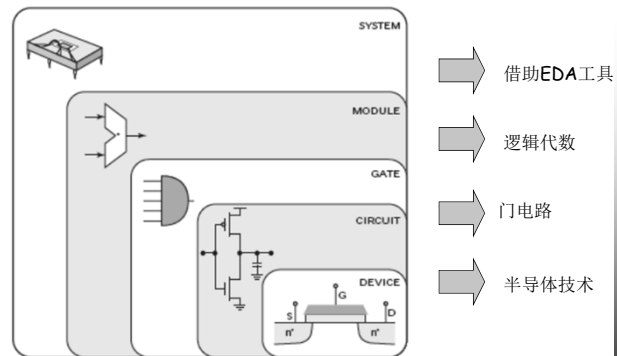 SYSTEM
借助EDA工具
MODULE
逻辑代数
GATE
门电路
CIRCUIT
DEVICE
半导体技术
G
S
D
n+
n+